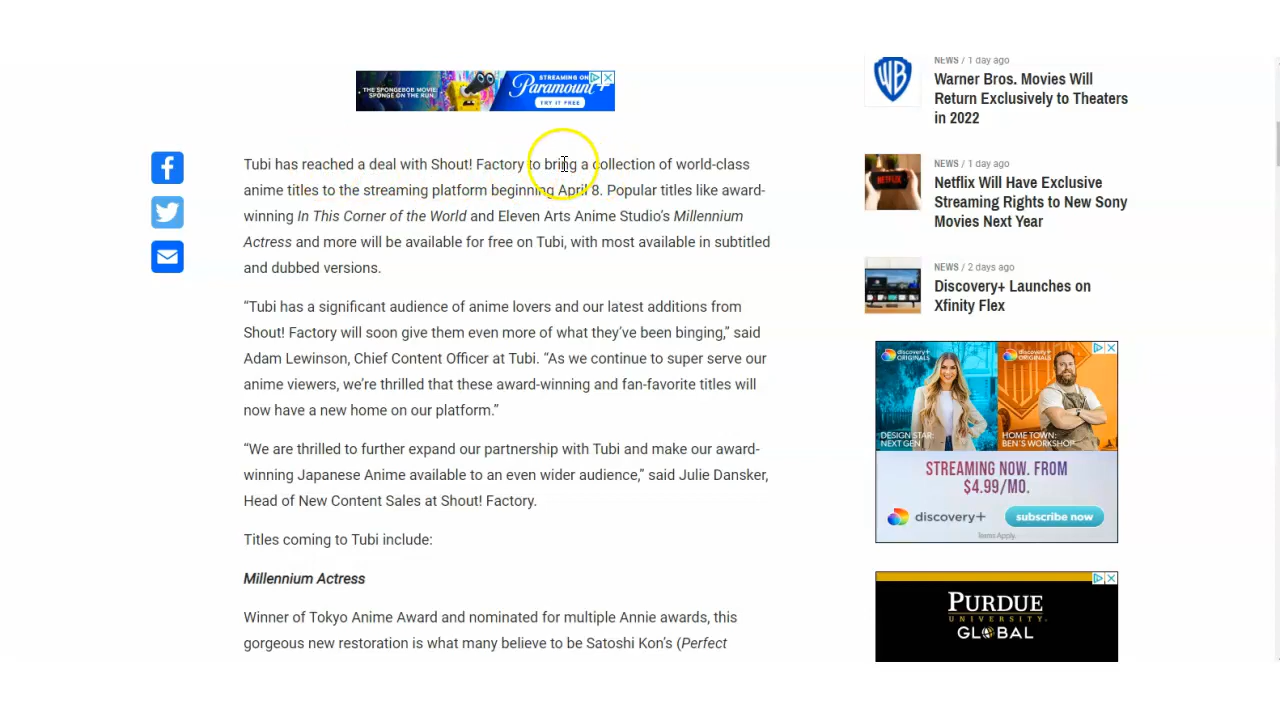 THE SPONGEBOB MOVIE:
SPONGE ON THE RUN.
STREAMING ON
Paramount+
TRY IT FREE
Tubi has reached a deal with Shout! Factory to bring a collection of world-class
anime titles to the streaming platform beginning April 8. Popular titles like award-
winning In This Corner of the World and Eleven Arts Anime Studio’s Millennium
Actress and more will be available for free on Tubi, with most available in subtitled
and dubbed versions.
“Tubi has a significant audience of anime lovers and our latest additions from
Shout! Factory will soon give them even more of what they’ve been binging,” said
Adam Lewinson, Chief Content Officer at Tubi. “As we continue to super serve our
anime viewers, we’re thrilled that these award-winning and fan-favorite titles will
now have a new home on our platform.”
“We are thrilled to further expand our partnership with Tubi and make our award-
winning Japanese Anime available to an even wider audience,” said Julie Dansker,
Head of New Content Sales at Shout! Factory.
Titles coming to Tubi include:
Millennium Actress
Winner of Tokyo Anime Award and nominated for multiple Annie awards, this
gorgeous new restoration is what many believe to be Satoshi Kon’s (Perfect
WB
NEWS / 1 day ago
Warner Bros. Movies Will
Return Exclusively to Theaters
in 2022
NETFLIX
NEWS / 1 day ago
Netflix Will Have Exclusive
Streaming Rights to New Sony
Movies Next Year
NEWS / 2 days ago
Discovery+ Launches on
Xfinity Flex
discovery+
ORIGINALS
DESIGN STAR:
NEXT GEN
discovery+
ORIGINALS
HOME TOWN:
BEN'S WORKSHOP
STREAMING NOW. FROM
$4.99/MO.
discovery+
subscribe now
Terms Apply.
PURDUE
UNIVERSITY
GLOBAL